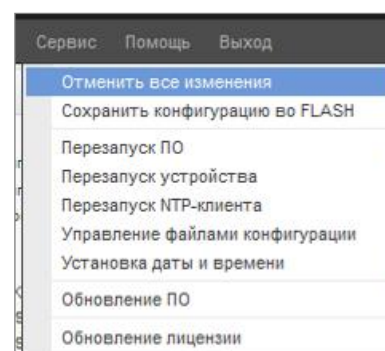 Сервис Помощь Выход
Отменить все изменения
Сохранить конфигурацию во FLASH
Перезапуск ПО
Перезапуск устройства
Перезапуск NTP-клиента
Управление файлами конфигурации
Установка даты и времени
Обновление ПО
Обновление лицензии